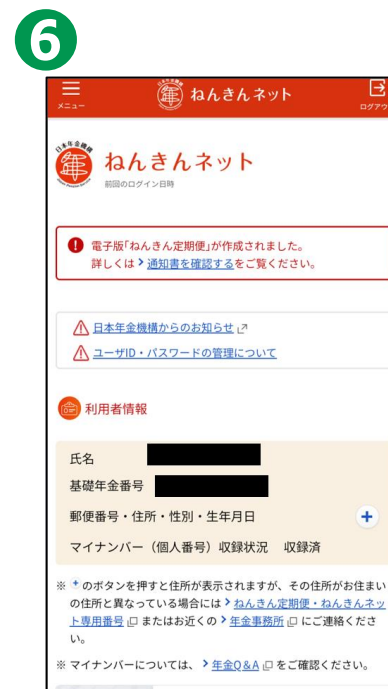 6
メニュー
ねんきんネット
ログアウ
日本年金機構
ねんきんネット
前回のログイン日時
電子版「ねんきん定期便」が作成されました。
詳しくは 通知書を確認するをご覧ください。
日本年金機構からのお知らせ
ユーザID・パスワードの管理について
利用者情報
氏名
基礎年金番号
郵便番号・住所・性別・生年月日
マイナンバー（個人番号）収録状況 収録済
※ + のボタンを押すと住所が表示されますが、その住所がお住まい
の住所と異なっている場合には ねんきん定期便・ねんきんネッ
ト専用番号 またはお近くの 年金事務所 にご連絡くださ
い。
※ マイナンバーについては、 年金Q＆A をご確認ください。